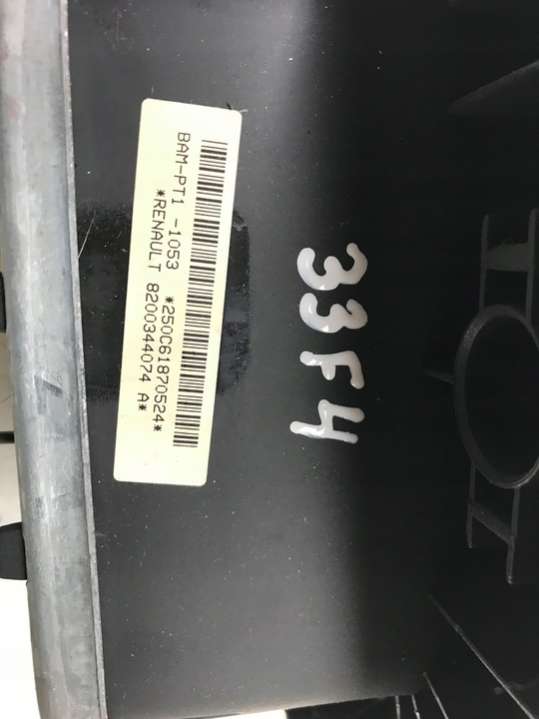 BAM-PT1 -1053 *250C61870524*
*RENAULT 8200344074 A*
33F4